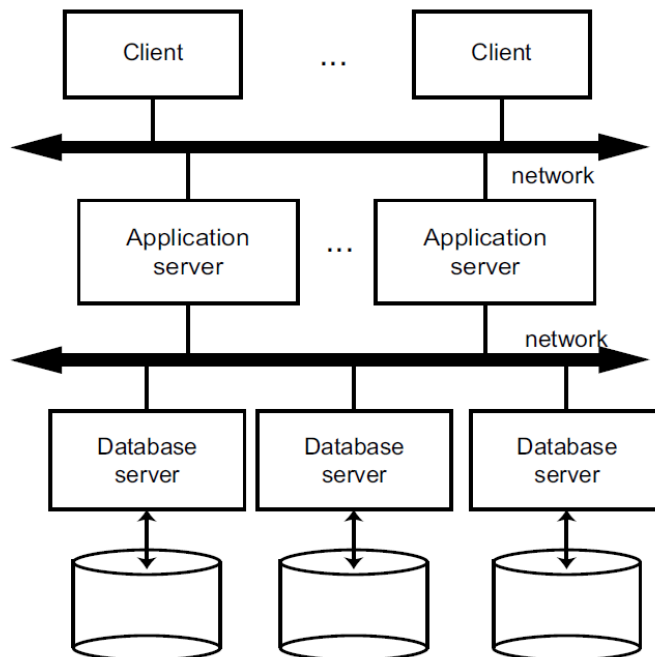 Client
...
Client
network
Application
server
...
Application
server
network
Database
server
Database
server
Database
server